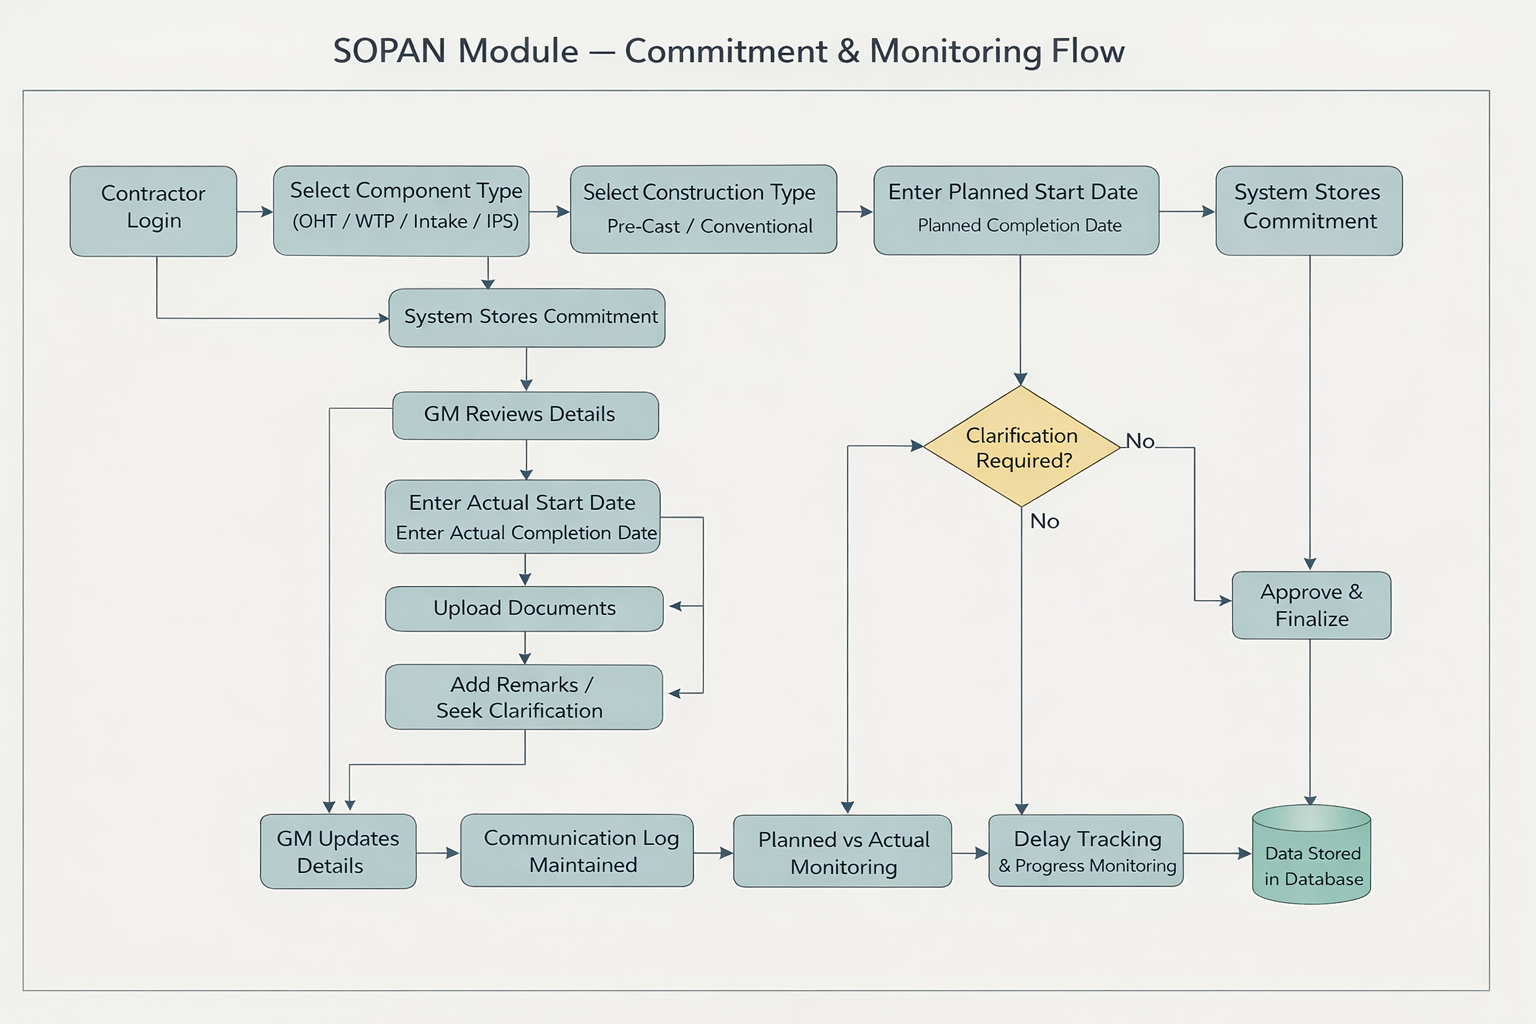 SOPAN Module — Commitment & Monitoring Flow
Contractor
Login
Select Component Type
(OHT / WTP / Intake / IPS)
Select Construction Type
Pre-Cast / Conventional
Enter Planned Start Date
Planned Completion Date
System Stores
Commitment
System Stores Commitment
GM Reviews Details
Enter Actual Start Date
Enter Actual Completion Date
Upload Documents
Add Remarks /
Seek Clarification
Clarification
Required?
No
No
Approve &
Finalize
GM Updates
Details
Communication Log
Maintained
Planned vs Actual
Monitoring
Delay Tracking
& Progress Monitoring
Data Stored
in Database